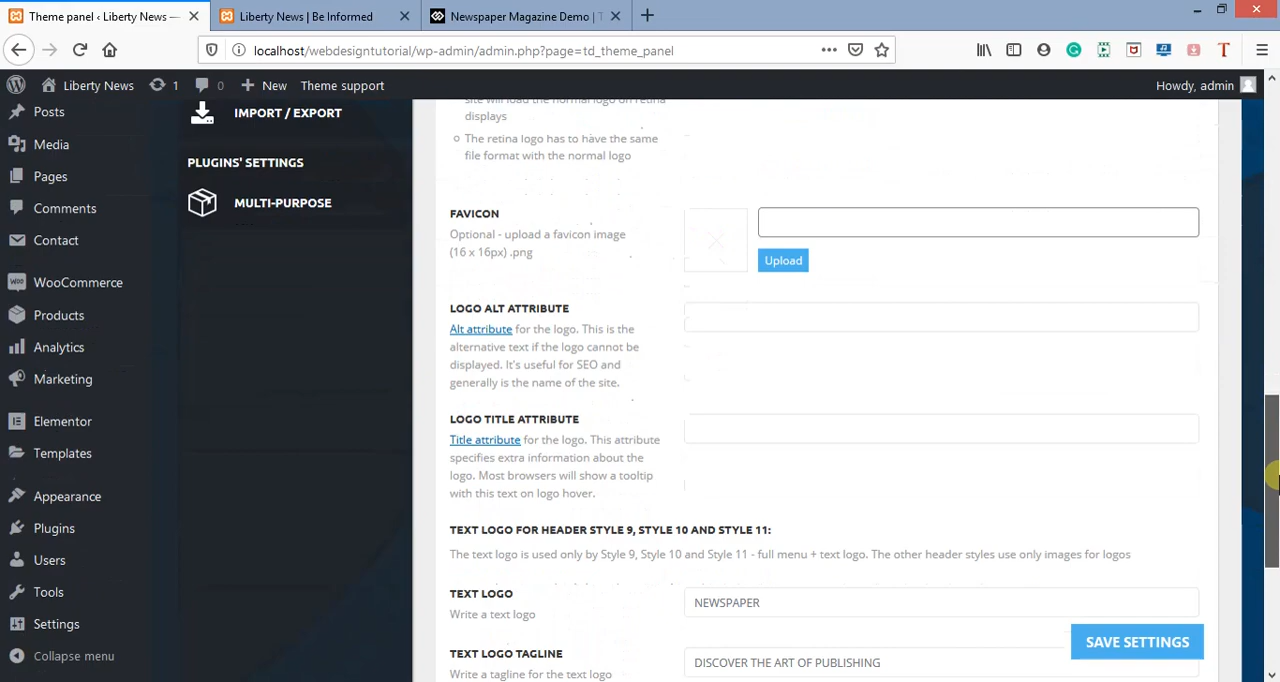 Theme panel ‹ Liberty News —
Liberty News | Be Informed
Newspaper Magazine Demo | T
localhost/webdesigntutorial/wp-admin/admin.php?page=td_theme_panel
Liberty News 1 0 New Theme support
Howdy, admin
Posts
Media
Pages
Comments
Contact
WooCommerce
Products
Analytics
Marketing
Elementor
Templates
Appearance
Plugins
Users
Tools
Settings
Collapse menu
IMPORT / EXPORT
PLUGINS' SETTINGS
MULTI-PURPOSE
site will load the normal logo on retina
displays
The retina logo has to have the same
file format with the normal logo
FAVICON
Optional - upload a favicon image
(16 x 16px) .png
Upload
LOGO ALT ATTRIBUTE
Alt attribute for the logo. This is the
alternative text if the logo cannot be
displayed. It's useful for SEO and
generally is the name of the site.
LOGO TITLE ATTRIBUTE
Title attribute for the logo. This attribute
specifies extra information about the
logo. Most browsers will show a tooltip
with this text on logo hover.
TEXT LOGO FOR HEADER STYLE 9, STYLE 10 AND STYLE 11:
The text logo is used only by Style 9, Style 10 and Style 11 - full menu + text logo. The other header styles use only images for logos
TEXT LOGO
Write a text logo
NEWSPAPER
SAVE SETTINGS
TEXT LOGO TAGLINE
Write a tagline for the text logo
DISCOVER THE ART OF PUBLISHING